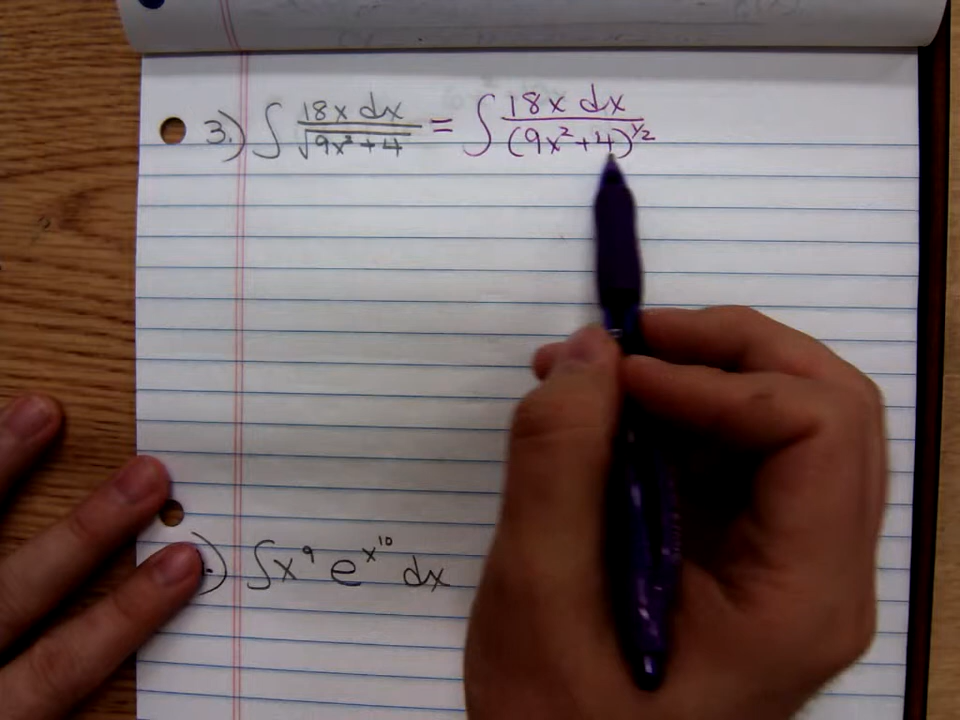 3.) ∫ 18x dx / √(9x² + 4) = ∫ 18x dx / (9x² + 4)^½
.) ∫ x⁹ e^x¹⁰ dx